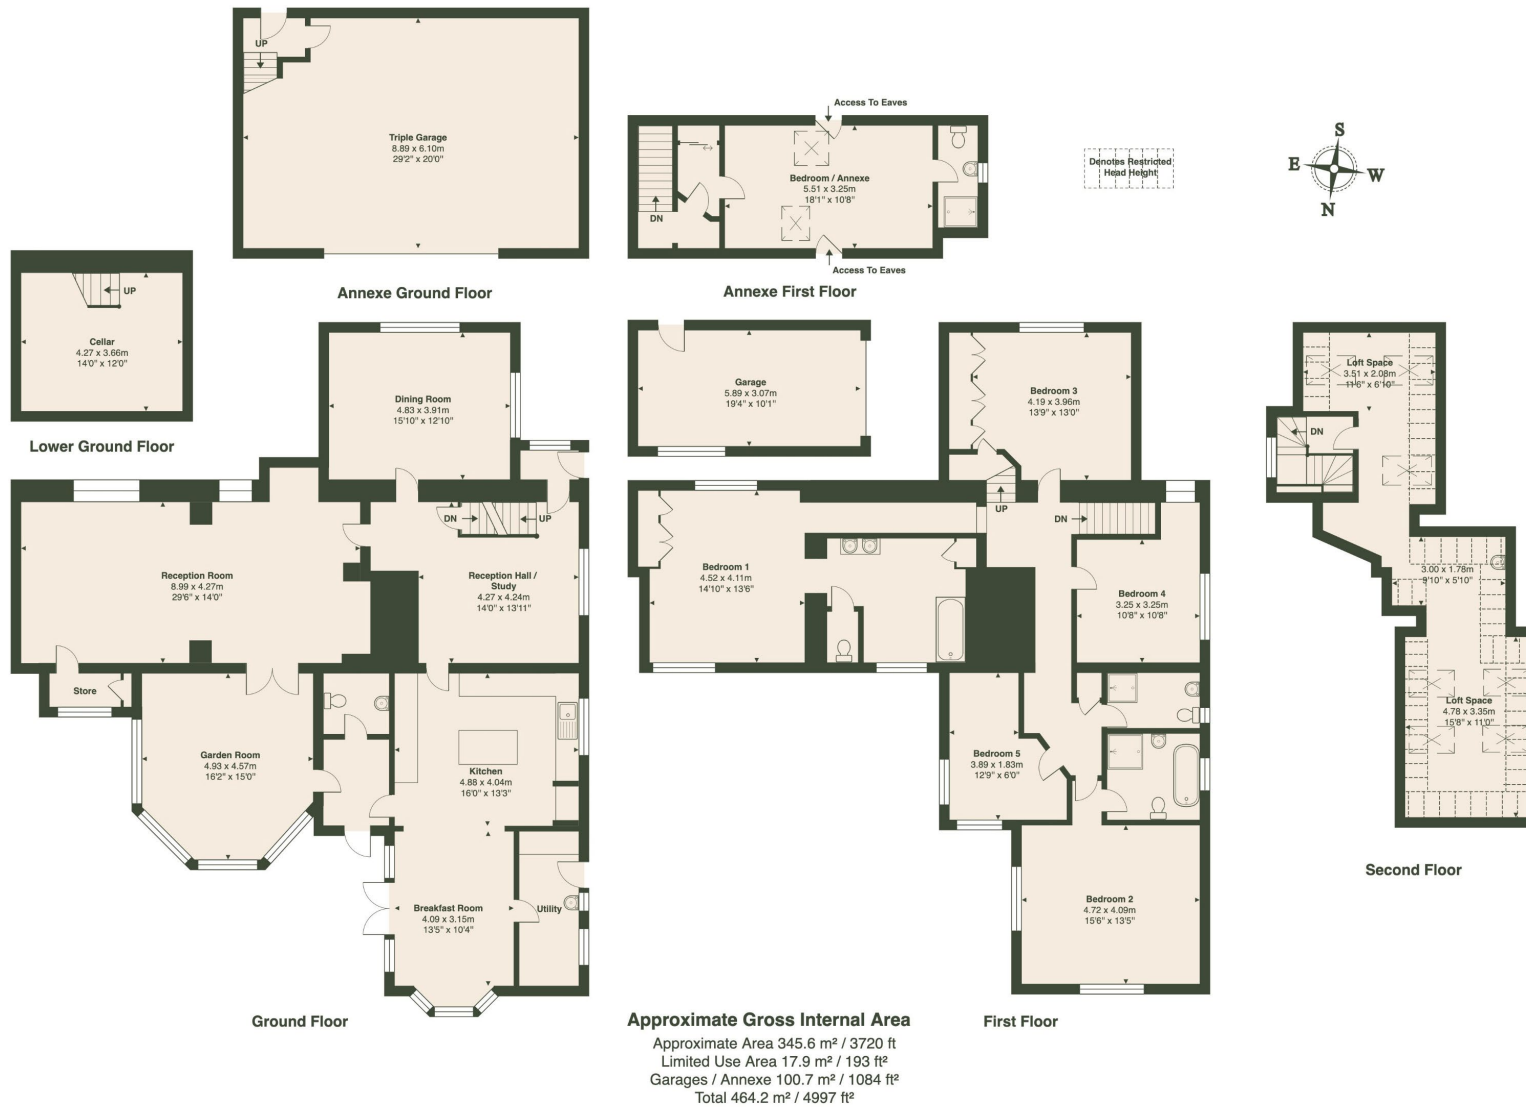 UP
Triple Garage
8.89 x 6.10m
29'2" x 20'0"
Annexe Ground Floor
Access To Eaves
Bedroom / Annexe
5.51 x 3.25m
18'1" x 10'8"
DN
Access To Eaves
Annexe First Floor
Denotes Restricted
Head Height
S
E
W
N
UP
Cellar
4.27 x 3.66m
14'0" x 12'0"
Lower Ground Floor
Dining Room
4.83 x 3.91m
15'10" x 12'10"
DN
UP
Reception Room
8.99 x 4.27m
29'6" x 14'0"
Reception Hall /
Study
4.27 x 4.24m
14'0" x 13'11"
Store
Garden Room
4.93 x 4.57m
16'2" x 15'0"
Kitchen
4.88 x 4.04m
16'0" x 13'3"
Breakfast Room
4.09 x 3.15m
13'5" x 10'4"
Utility
Ground Floor
Garage
5.89 x 3.07m
19'4" x 10'1"
Bedroom 3
4.19 x 3.96m
13'9" x 13'0"
UP
DN
Bedroom 1
4.52 x 4.11m
14'10" x 13'6"
Bedroom 4
3.25 x 3.25m
10'8" x 10'8"
Bedroom 5
3.89 x 1.83m
12'9" x 6'0"
Bedroom 2
4.72 x 4.09m
15'6" x 13'5"
First Floor
Loft Space
3.51 x 2.08m
11'6" x 6'10"
DN
3.00 x 1.78m
9'10" x 5'10"
Loft Space
4.78 x 3.35m
15'8" x 11'0"
Second Floor
Approximate Gross Internal Area
Approximate Area 345.6 m² / 3720 ft
Limited Use Area 17.9 m² / 193 ft²
Garages / Annexe 100.7 m² / 1084 ft²
Total 464.2 m² / 4997 ft²